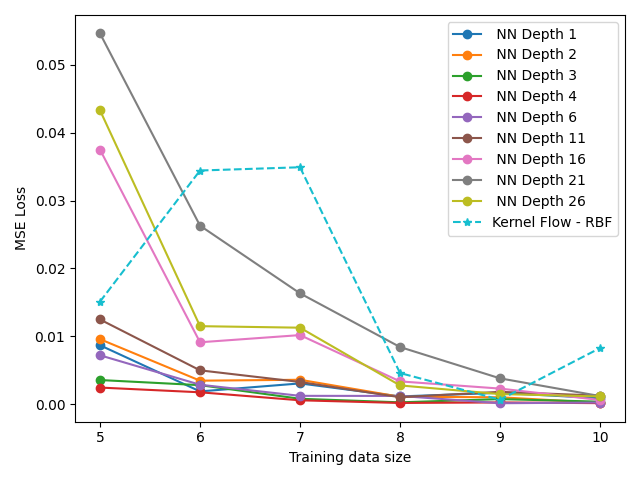 NN Depth 1
NN Depth 2
NN Depth 3
NN Depth 4
NN Depth 6
NN Depth 11
NN Depth 16
NN Depth 21
NN Depth 26
Kernel Flow - RBF
0.05
0.04
0.03
0.02
0.01
0.00
MSE Loss
5 6 7 8 9 10
Training data size